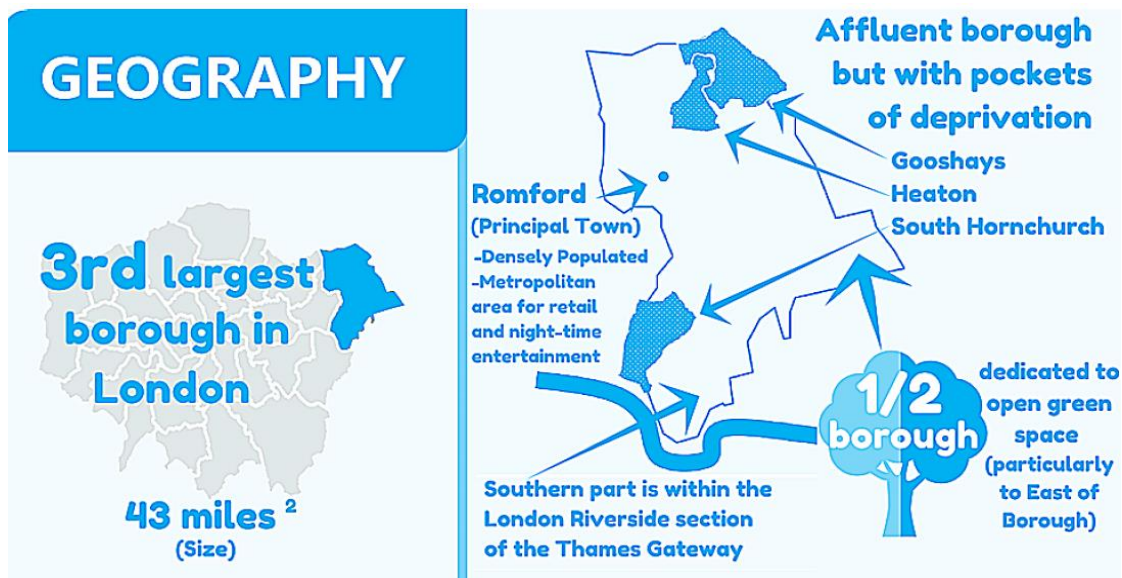 GEOGRAPHY
3rd largest
borough in
London
43 miles 2
(Size)
Affluent borough
but with pockets
of deprivation
Gooshays
Heaton
South Hornchurch
Romford
(Principal Town)
-Densely Populated
-Metropolitan
area for retail
and night-time
entertainment
1/2
borough
dedicated to
open green
space
(particularly
to East of
Borough)
Southern part is within the
London Riverside section
of the Thames Gateway